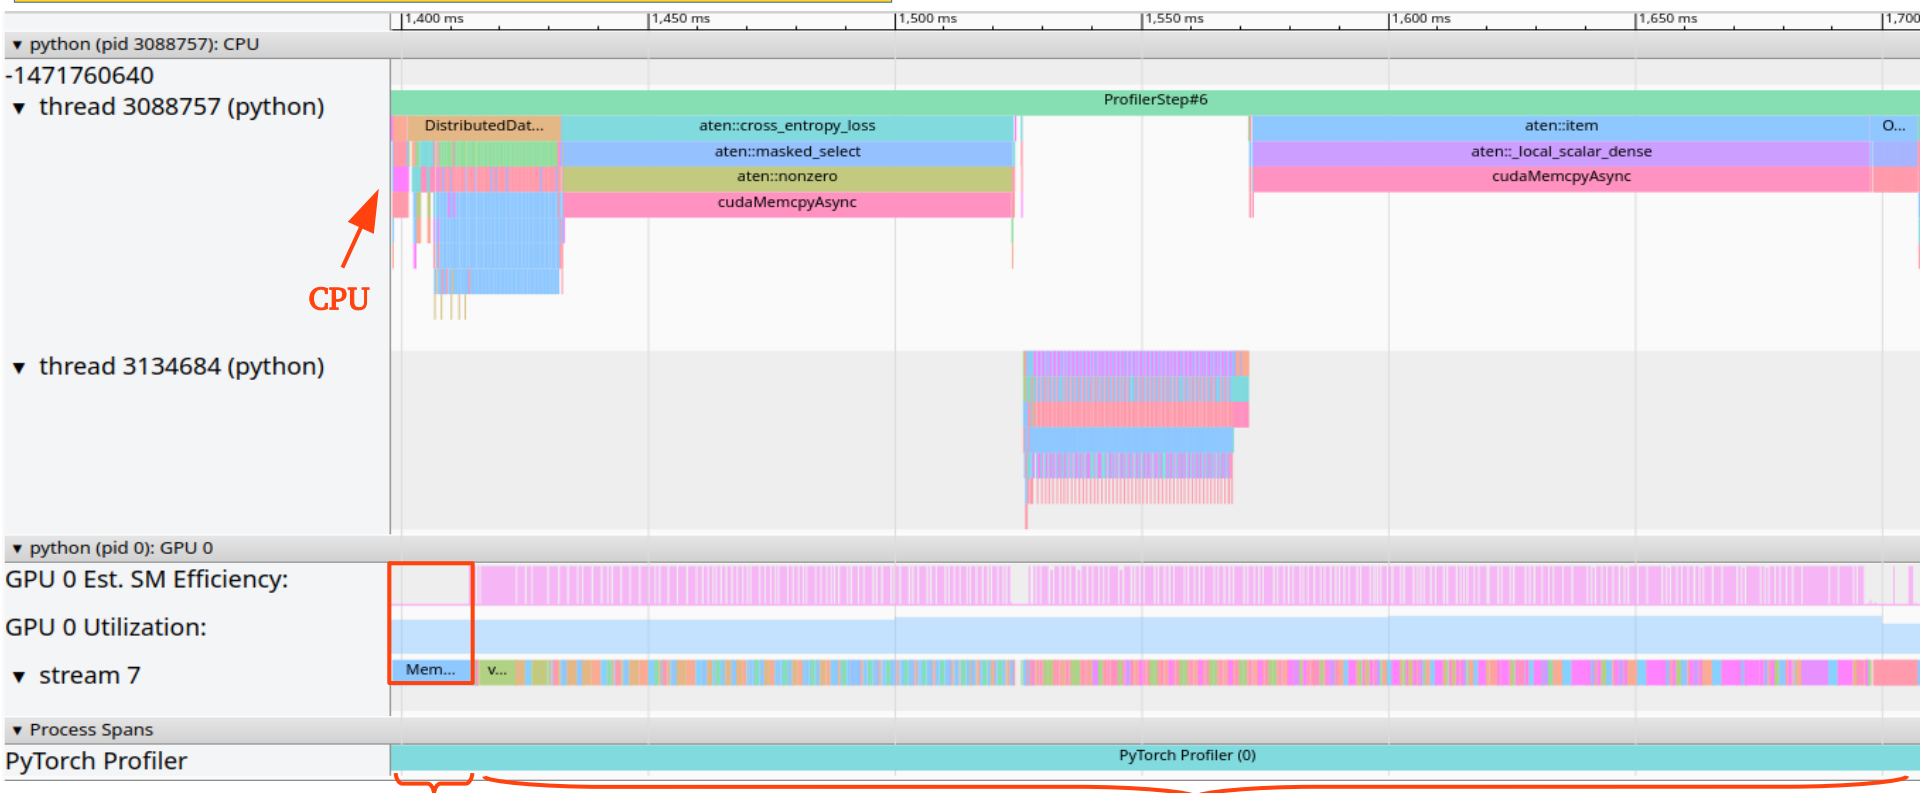 1,400 ms 1,450 ms 1,500 ms 1,550 ms 1,600 ms 1,650 ms 1,700
▼ python (pid 3088757): CPU
-1471760640
▼ thread 3088757 (python)
ProfilerStep#6
DistributedDat... aten::cross_entropy_loss aten::item O...
aten::masked_select aten::_local_scalar_dense
aten::nonzero cudaMemcpyAsync
cudaMemcpyAsync
CPU
▼ thread 3134684 (python)
▼ python (pid 0): GPU 0
GPU 0 Est. SM Efficiency:
GPU 0 Utilization:
▼ stream 7 Mem... v...
▼ Process Spans
PyTorch Profiler PyTorch Profiler (0)